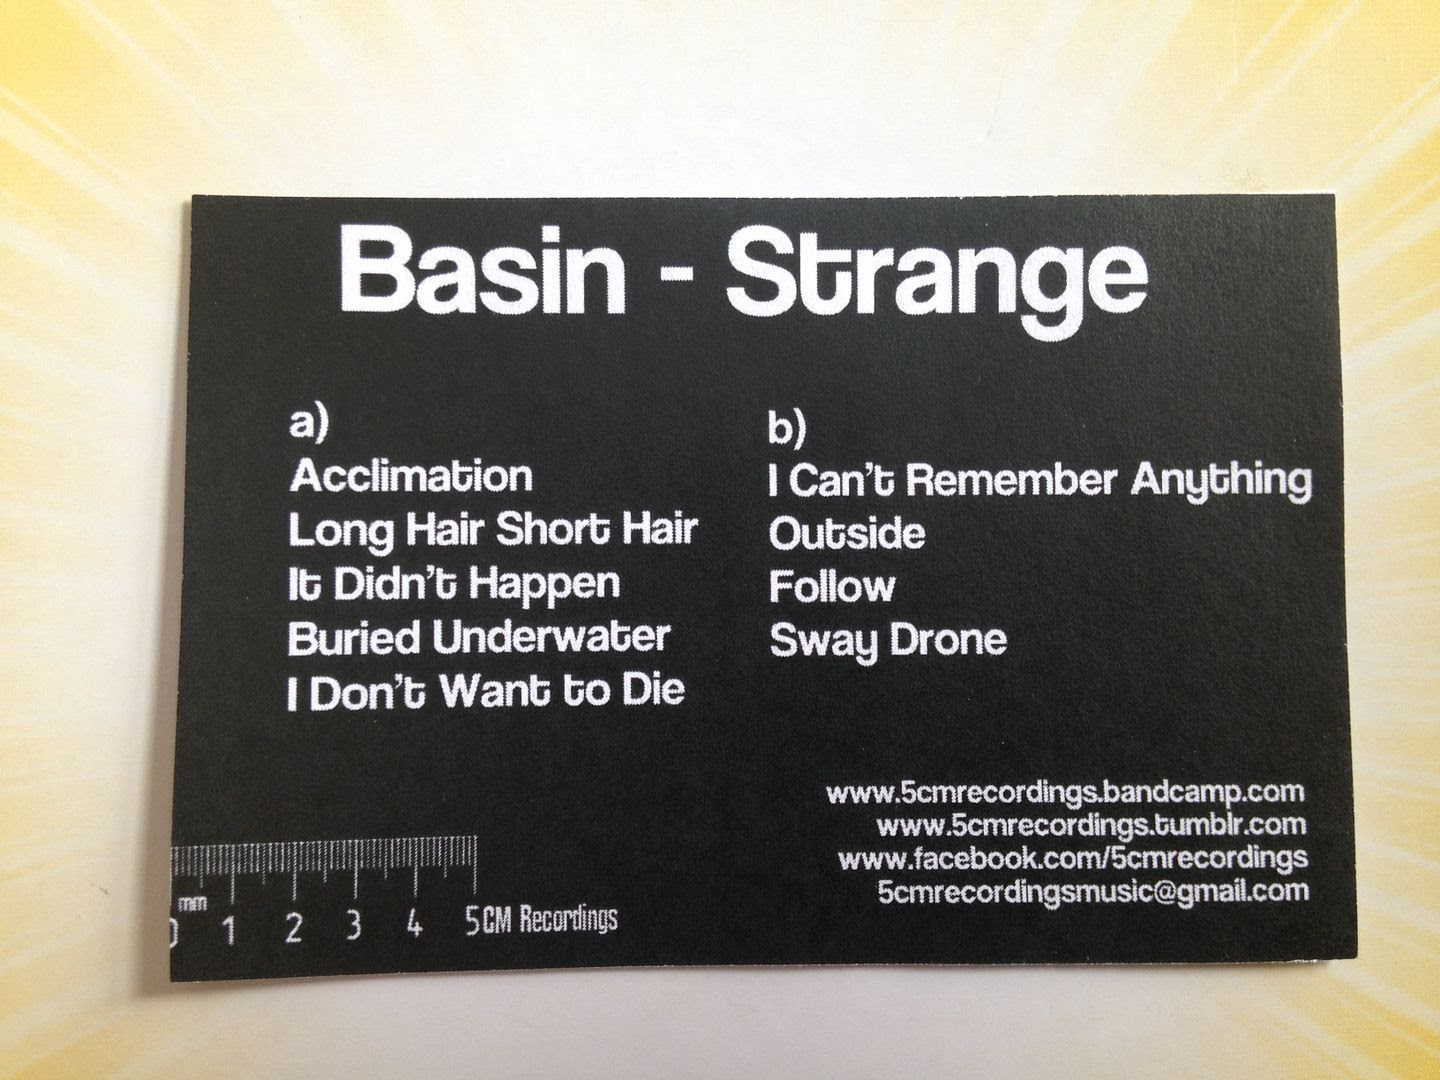 Basin - Strange
a)
Acclimation
Long Hair Short Hair
It Didn't Happen
Buried Underwater
I Don't Want to Die
b)
I Can't Remember Anything
Outside
Follow
Sway Drone
www.5cmrecordings.bandcamp.com
www.5cmrecordings.tumblr.com
www.facebook.com/5cmrecordings
5cmrecordingsmusic@gmail.com
mm
0 1 2 3 4 5CM Recordings